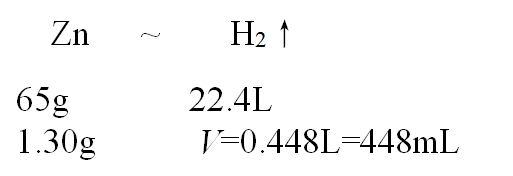 Zn ~ H₂ ↑
65g 22.4L
1.30g V=0.448L=448mL